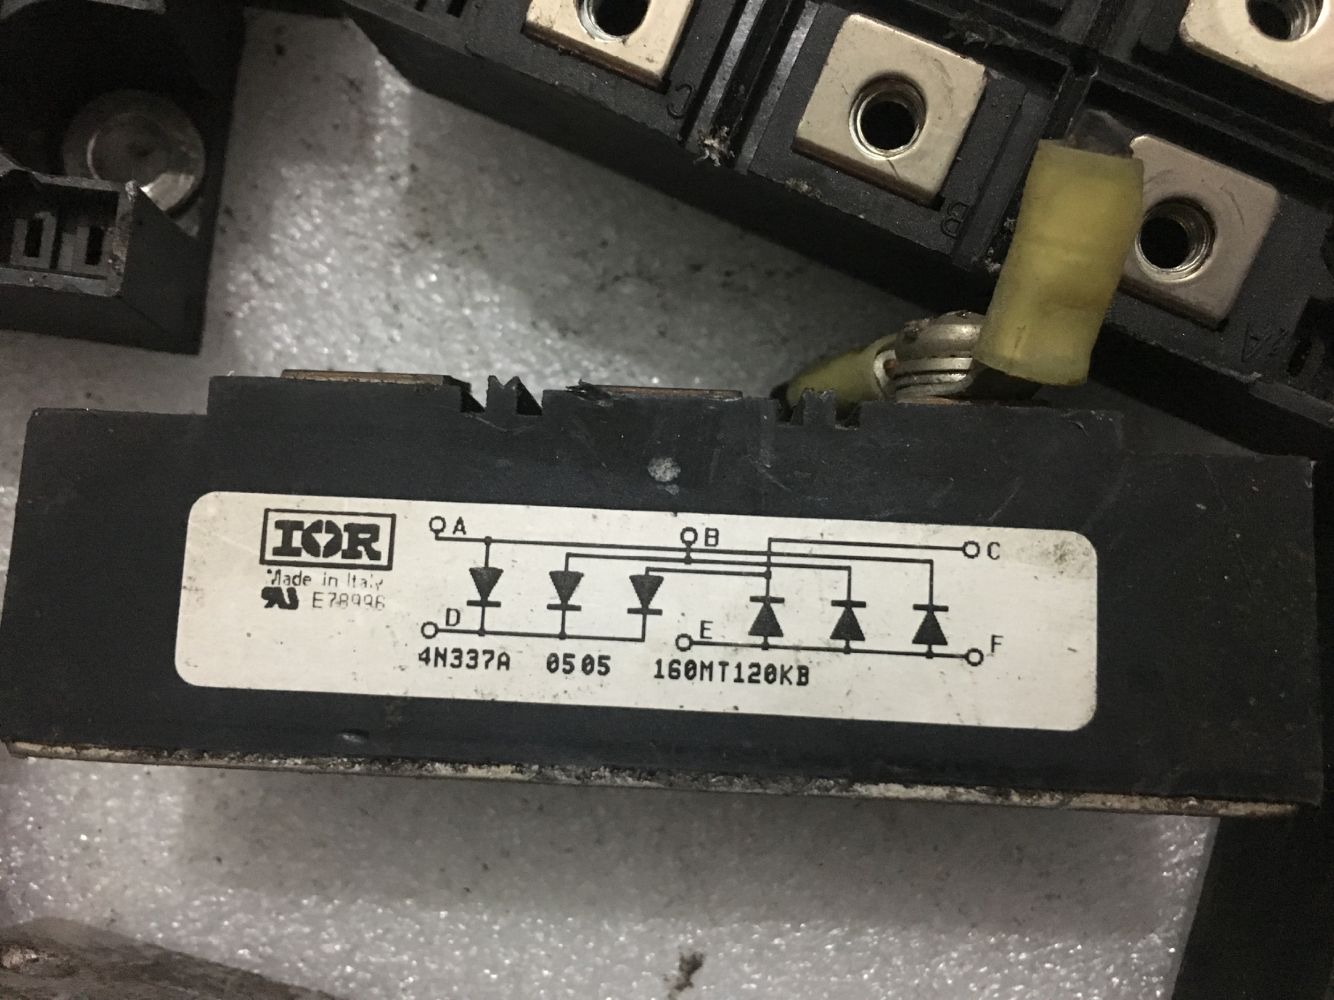 C
B
A
IOR
Made in Italy
E78996
A
B
C
D
E
F
4N337A 0505 160MT120KB